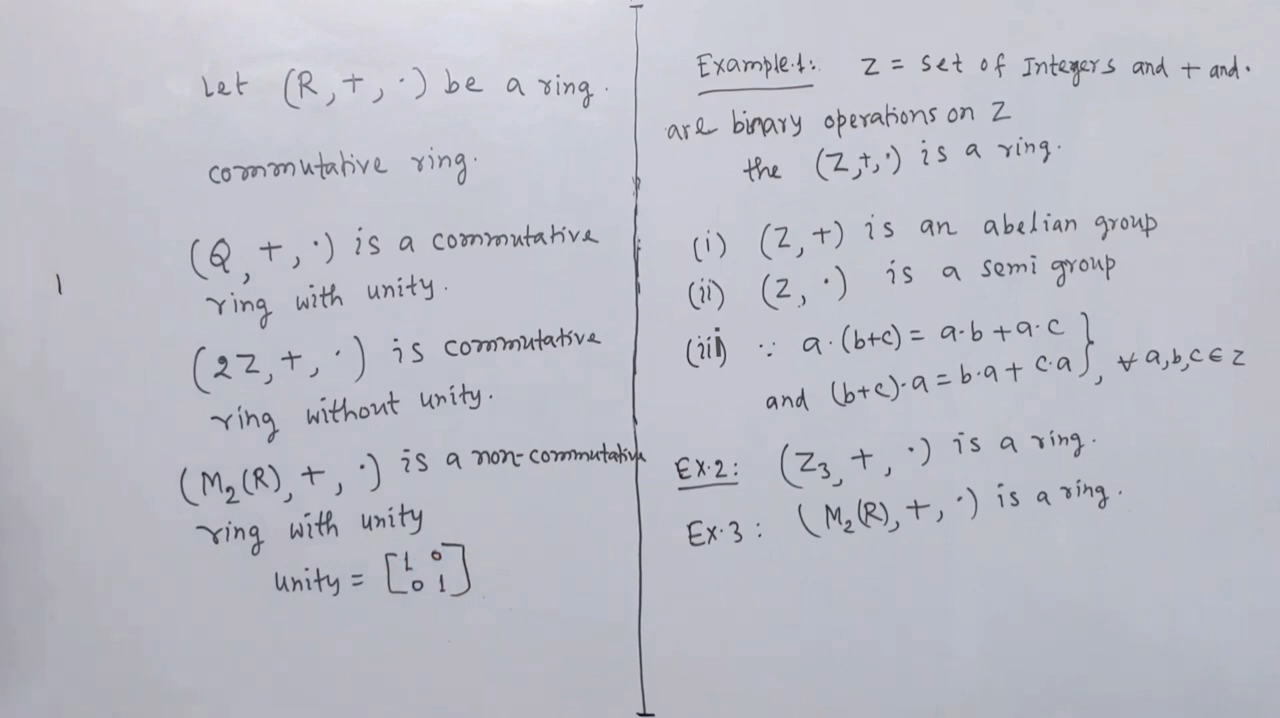 Let (R, +, ·) be a ring.
commutative ring.
(Q, +, ·) is a commutative
ring with unity.
(2Z, +, ·) is commutative
ring without unity.
(M₂(R), +, ·) is a non-commutative
ring with unity
unity = [1 0
0 1]
Example.1: Z = set of Integers and + and ·
are binary operations on Z
the (Z, +, ·) is a ring.
(i) (Z, +) is an abelian group
(ii) (Z, ·) is a semi group
(iii) ∵ a·(b+c) = a·b + a·c
and (b+c)·a = b·a + c·a}, ∀ a,b,c ∈ Z
EX.2: (Z₃, +, ·) is a ring.
Ex.3: (M₂(R), +, ·) is a ring.